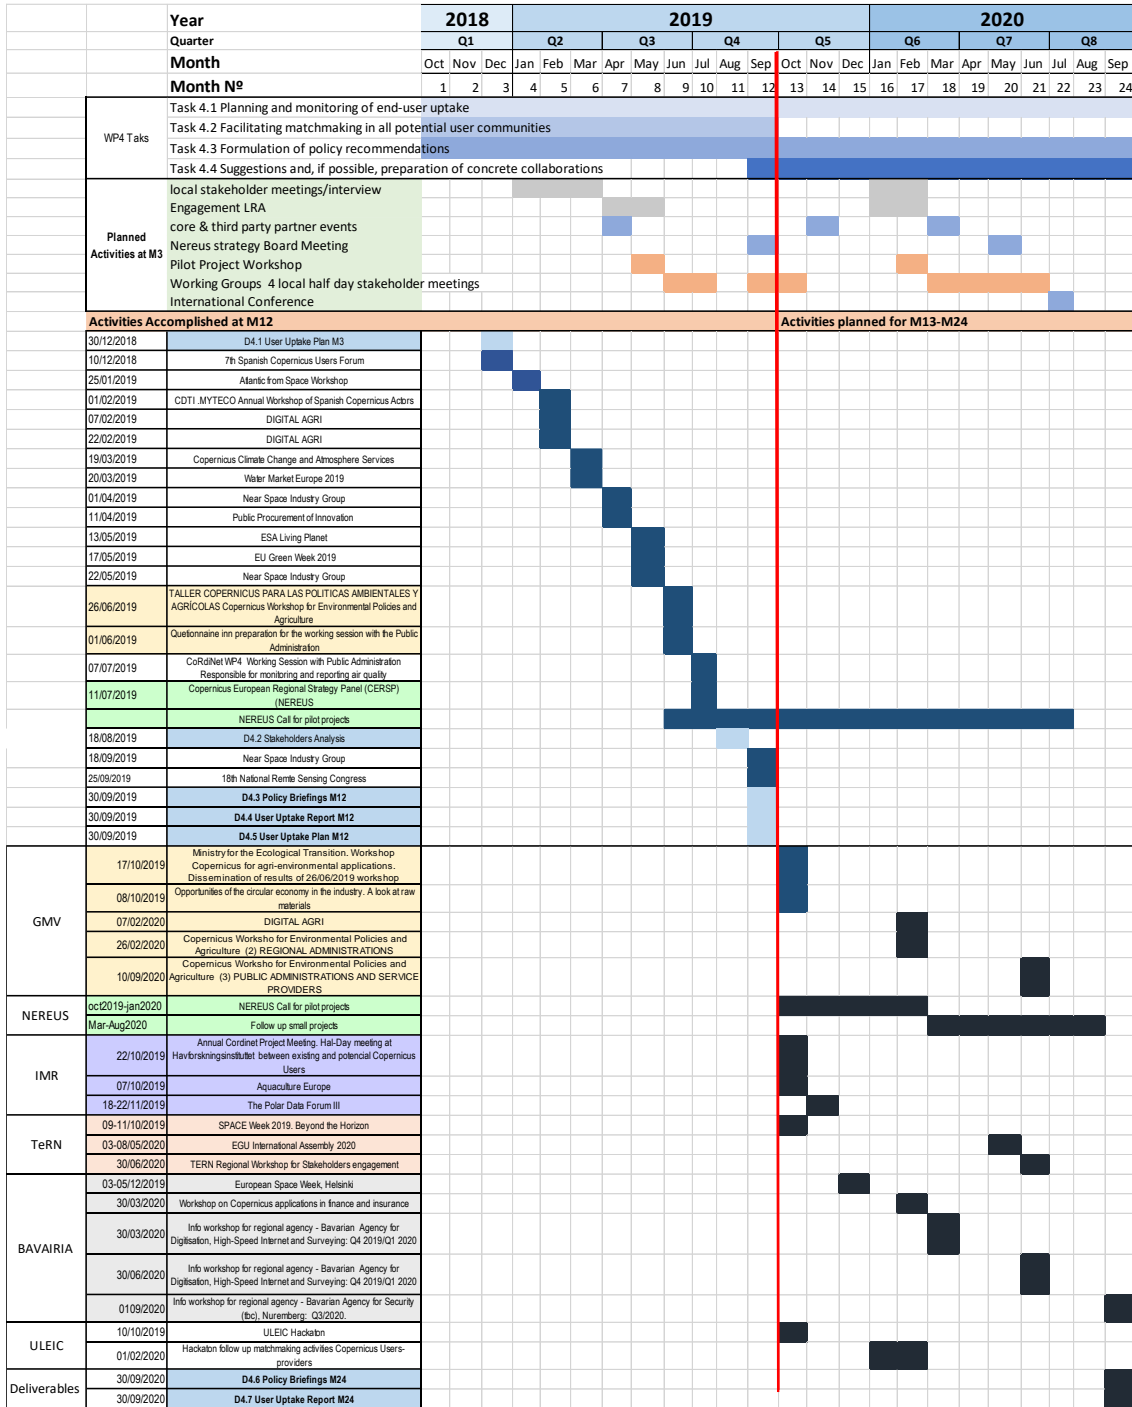 Year 2018 2019 2020
Quarter Q1 Q2 Q3 Q4 Q5 Q6 Q7 Q8
Month Oct Nov Dec Jan Feb Mar Apr May Jun Jul Aug Sep Oct Nov Dec Jan Feb Mar Apr May Jun Jul Aug Sep
Month Nº 1 2 3 4 5 6 7 8 9 10 11 12 13 14 15 16 17 18 19 20 21 22 23 24
WP4 Taks
Task 4.1 Planning and monitoring of end-user uptake
Task 4.2 Facilitating matchmaking in all potential user communities
Task 4.3 Formulation of policy recommendations
Task 4.4 Suggestions and, if possible, preparation of concrete collaborations
Planned
Activities at M3
local stakeholder meetings/interview
Engagement LRA
core & third party partner events
Nereus strategy Board Meeting
Pilot Project Workshop
Working Groups 4 local half day stakeholder meetings
International Conference
Activities Accomplished at M12 Activities planned for M13-M24
30/12/2018 D4.1 User Uptake Plan M3
10/12/2018 7th Spanish Copernicus Users Forum
25/01/2019 Atlantic from Space Workshop
01/02/2019 CDTI .MYTECO Annual Workshop of Spanish Copernicus Actors
07/02/2019 DIGITAL AGRI
22/02/2019 DIGITAL AGRI
19/03/2019 Copernicus Climate Change and Atmosphere Services
20/03/2019 Water Market Europe 2019
01/04/2019 Near Space Industry Group
11/04/2019 Public Procurement of Innovation
13/05/2019 ESA Living Planet
17/05/2019 EU Green Week 2019
22/05/2019 Near Space Industry Group
26/06/2019 TALLER COPERNICUS PARA LAS POLITICAS AMBIENTALES Y
AGRÍCOLAS Copernicus Workshop for Environmental Policies and
Agriculture
01/06/2019 Quetionnaire inn preparation for the working session with the Public
Administration
07/07/2019 CoRdiNet WP4 Working Session with Public Administration
Responsible for monitoring and reporting air quality
11/07/2019 Copernicus European Regional Strategy Panel (CERSP)
(NEREUS
NEREUS Call for pilot projects
18/08/2019 D4.2 Stakeholders Analysis
18/09/2019 Near Space Industry Group
25/09/2019 18th National Remte Sensing Congress
30/09/2019 D4.3 Policy Briefings M12
30/09/2019 D4.4 User Uptake Report M12
30/09/2019 D4.5 User Uptake Plan M12
GMV
17/10/2019 Ministry for the Ecological Transition. Workshop
Copernicus for agri-environmental applications.
Dissemination of results of 26/06/2019 workshop
08/10/2019 Opportunities of the circular economy in the industry. A look at raw
materials
07/02/2020 DIGITAL AGRI
26/02/2020 Copernicus Worksho for Environmental Policies and
Agriculture (2) REGIONAL ADMINISTRATIONS
10/09/2020 Copernicus Worksho for Environmental Policies and
Agriculture (3) PUBLIC ADMINISTRATIONS AND SERVICE
PROVIDERS
NEREUS
oct2019-jan2020 NEREUS Call for pilot projects
Mar-Aug2020 Follow up small projects
IMR
22/10/2019 Annual Cordinet Project Meeting. Hal-Day meeting at
Havforskningsinstituttet between existing and potencial Copernicus
Users
07/10/2019 Aquaculture Europe
18-22/11/2019 The Polar Data Forum III
TeRN
09-11/10/2019 SPACE Week 2019. Beyond the Horizon
03-08/05/2020 EGU International Assembly 2020
30/06/2020 TERN Regional Workshop for Stakeholders engagement
BAVAIRIA
03-05/12/2019 European Space Week, Helsinki
30/03/2020 Workshop on Copernicus applications in finance and insurance
30/03/2020 Info workshop for regional agency - Bavarian Agency for
Digitisation, High-Speed Internet and Surveying: Q4 2019/Q1 2020
30/06/2020 Info workshop for regional agency - Bavarian Agency for
Digitisation, High-Speed Internet and Surveying: Q4 2019/Q1 2020
0109/2020 Info workshop for regional agency - Bavarian Agency for Security
(tbc), Nuremberg: Q3/2020.
ULEIC
10/10/2019 ULEIC Hackaton
01/02/2020 Hackaton follow up matchmaking activities Copernicus Users-
providers
Deliverables
30/09/2020 D4.6 Policy Briefings M24
30/09/2020 D4.7 User Uptake Report M24